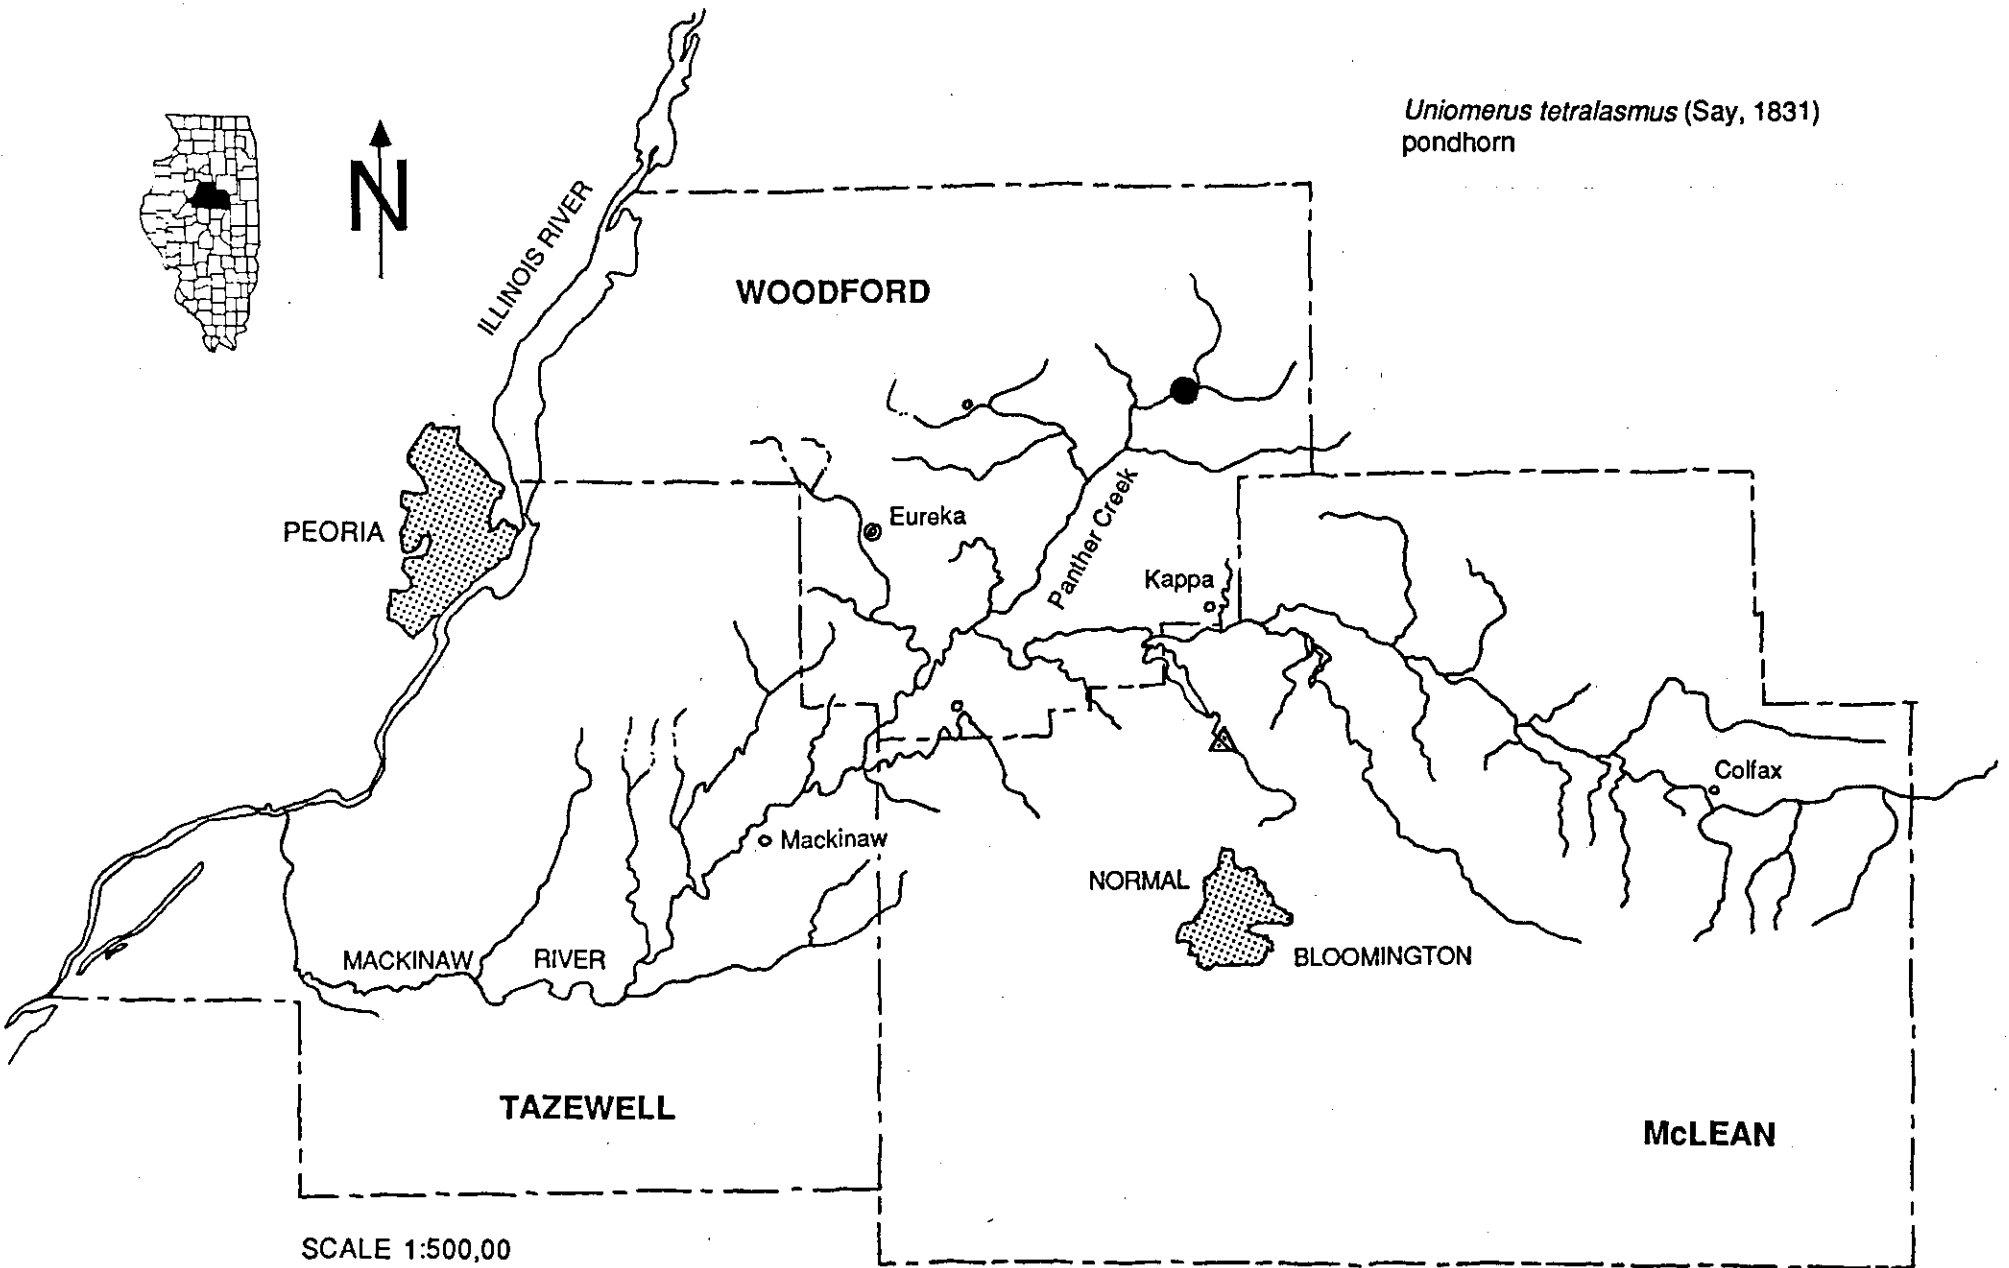 Uniomerus tetralasmus (Say, 1831)
pondhorn
N
ILLINOIS RIVER
WOODFORD
PEORIA
Eureka
Panther Creek
Kappa
Colfax
Mackinaw
NORMAL
BLOOMINGTON
MACKINAW RIVER
TAZEWELL
McLEAN
SCALE 1:500,00